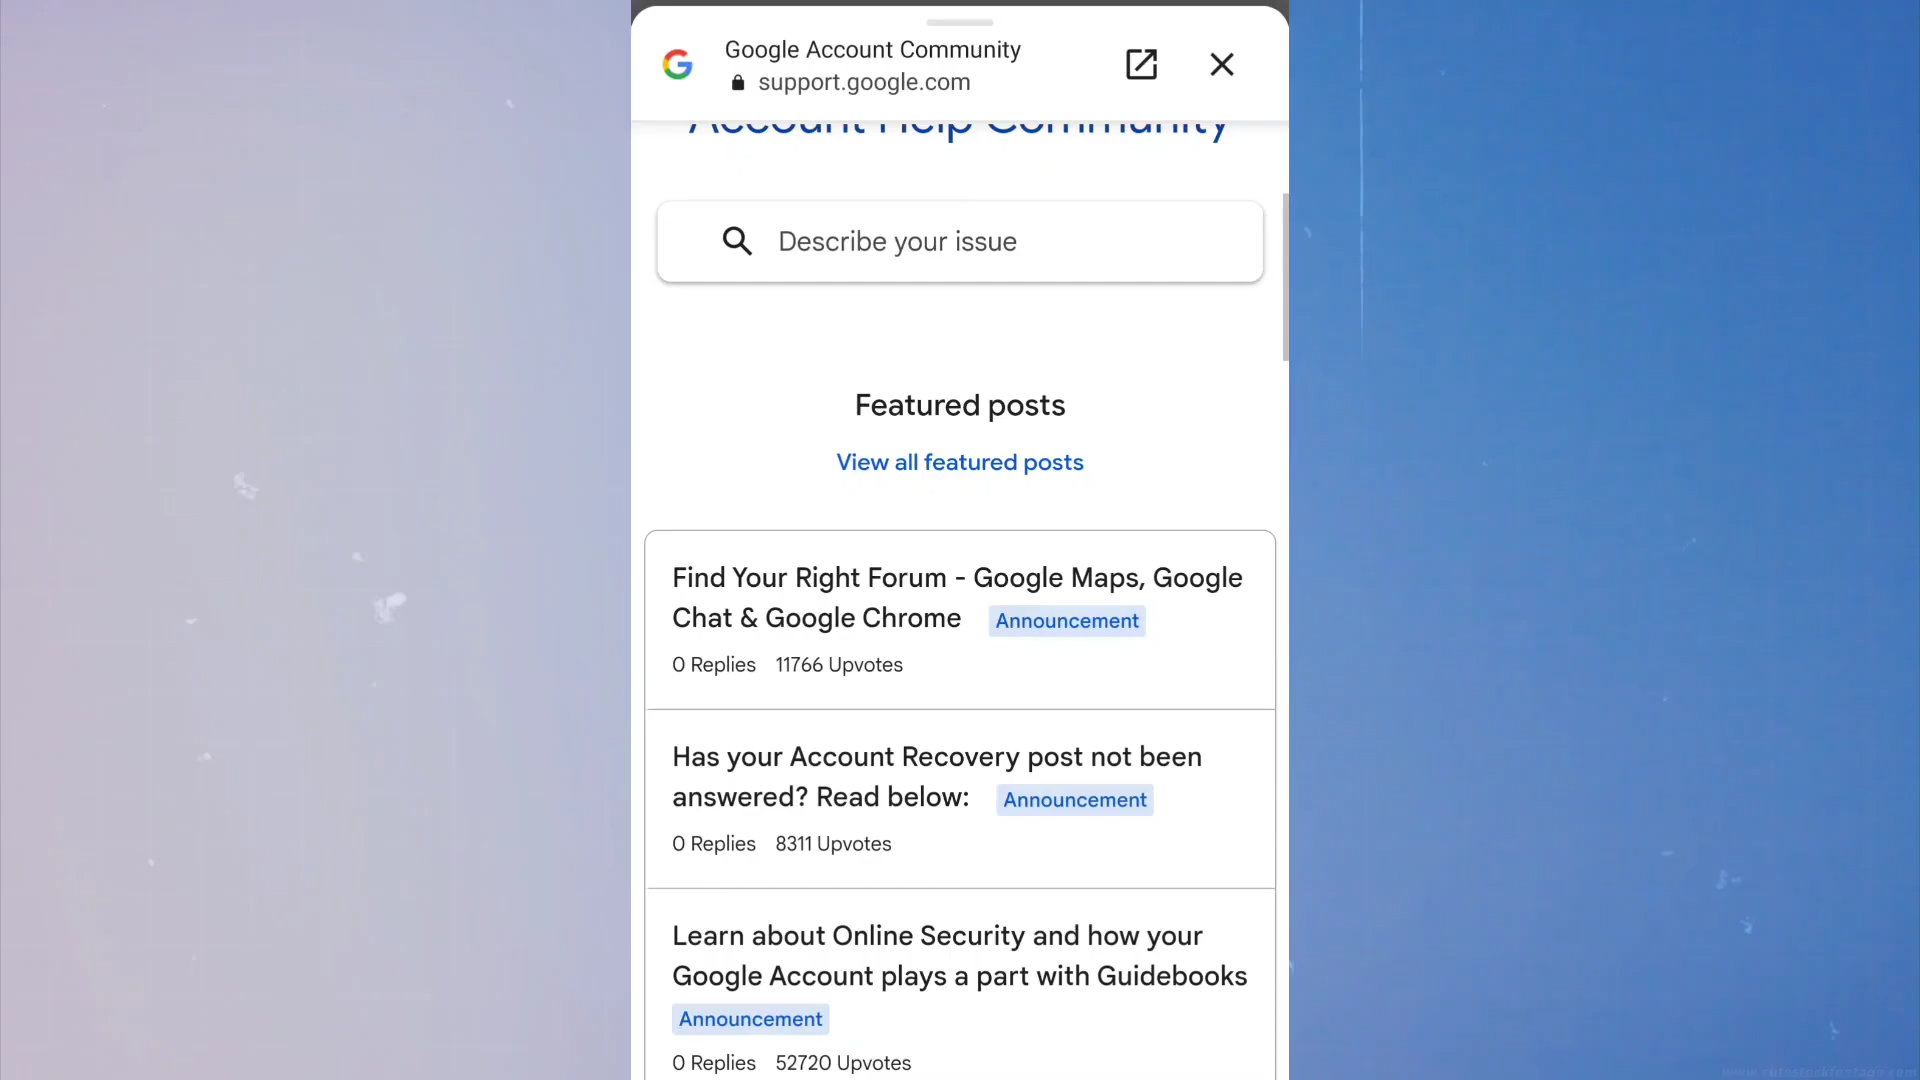 Google Account Community
support.google.com
Account Help Community
Describe your issue
Featured posts
View all featured posts
Find Your Right Forum - Google Maps, Google
Chat & Google Chrome Announcement
0 Replies 11766 Upvotes
Has your Account Recovery post not been
answered? Read below: Announcement
0 Replies 8311 Upvotes
Learn about Online Security and how your
Google Account plays a part with Guidebooks
Announcement
0 Replies 52720 Upvotes